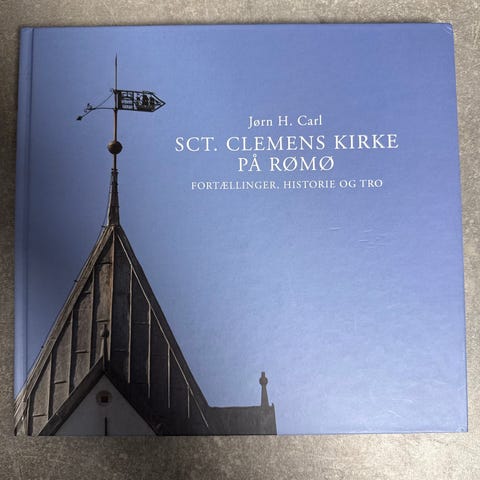 Jørn H. Carl
SCT. CLEMENS KIRKE
PÅ RØMØ
FORTÆLLINGER, HISTORIE OG TRO